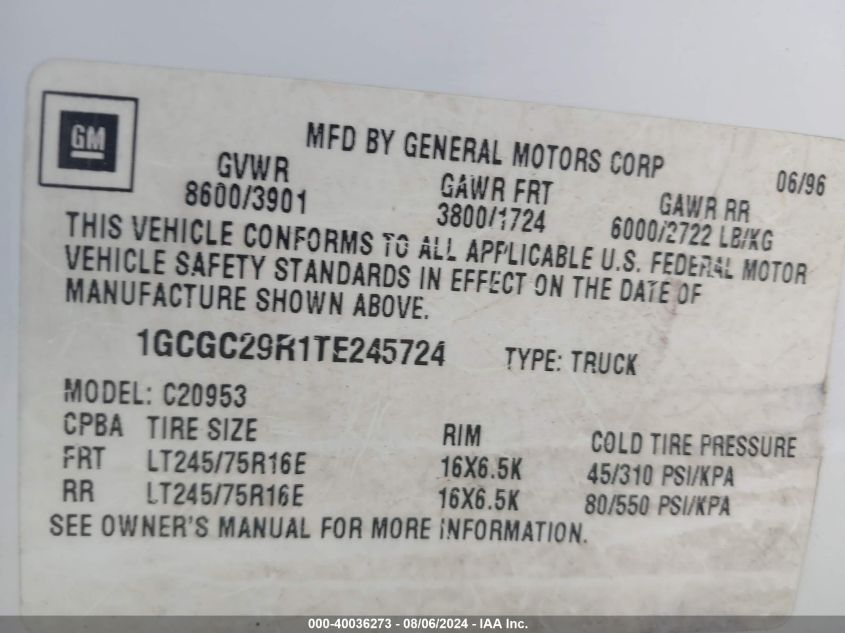 GM
MFD BY GENERAL MOTORS CORP 06/96
GVWR GAWR FRT GAWR RR
8600/3901 3800/1724 6000/2722 LB/KG
THIS VEHICLE CONFORMS TO ALL APPLICABLE U.S. FEDERAL MOTOR
VEHICLE SAFETY STANDARDS IN EFFECT ON THE DATE OF
MANUFACTURE SHOWN ABOVE.
1GCGC29R1TE245724 TYPE: TRUCK
MODEL: C20953
CPBA TIRE SIZE RIM COLD TIRE PRESSURE
FRT LT245/75R16E 16X6.5K 45/310 PSI/KPA
RR LT245/75R16E 16X6.5K 80/550 PSI/KPA
SEE OWNER'S MANUAL FOR MORE INFORMATION.
000-40036273 - 08/06/2024 - IAA Inc.